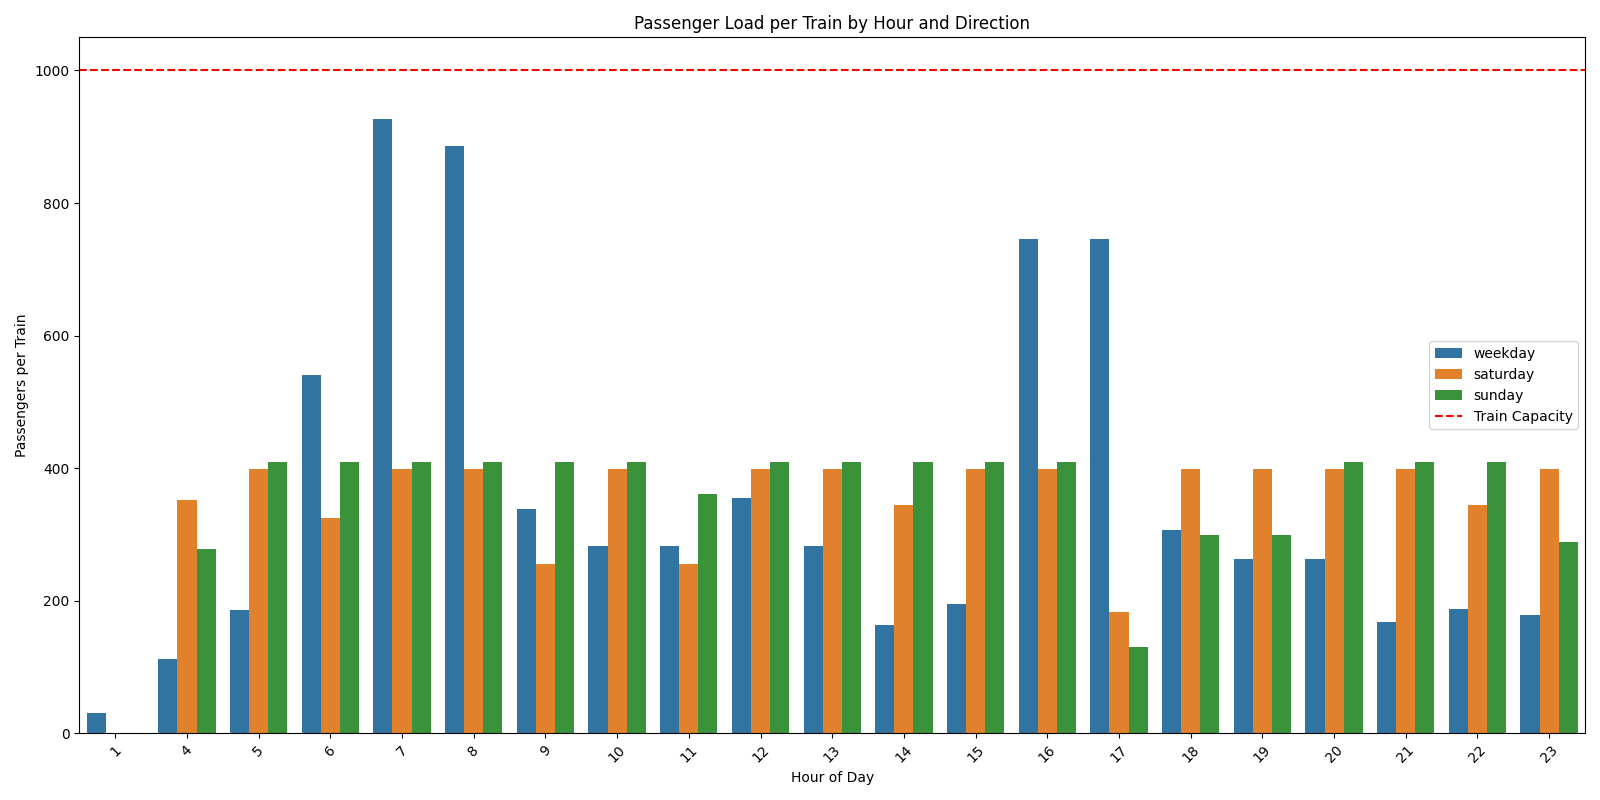 Passenger Load per Train by Hour and Direction
Passengers per Train
1000
800
600
400
200
0
weekday
saturday
sunday
Train Capacity
1 4 5 6 7 8 9 10 11 12 13 14 15 16 17 18 19 20 21 22 23
Hour of Day